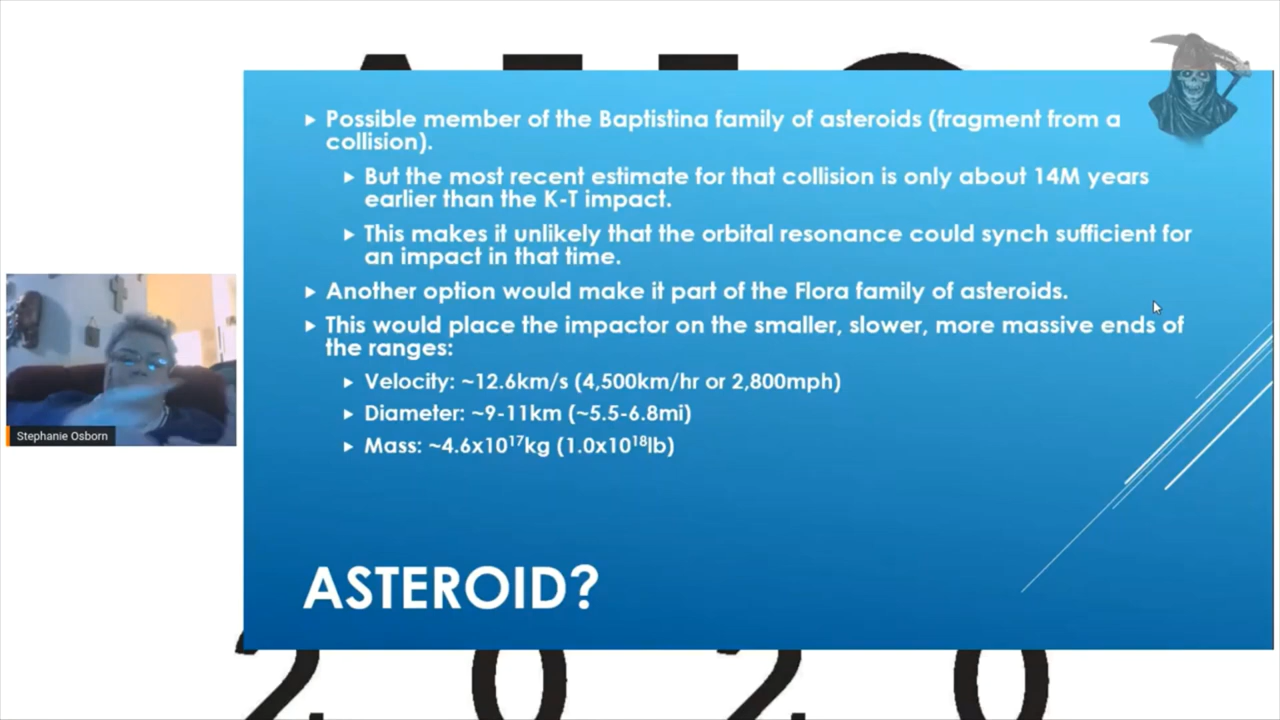 Possible member of the Baptistina family of asteroids (fragment from a
collision).
But the most recent estimate for that collision is only about 14M years
earlier than the K-T impact.
This makes it unlikely that the orbital resonance could synch sufficient for
an impact in that time.
Another option would make it part of the Flora family of asteroids.
This would place the impactor on the smaller, slower, more massive ends of
the ranges:
Velocity: ~12.6km/s (4,500km/hr or 2,800mph)
Diameter: ~9-11km (~5.5-6.8mi)
Mass: ~4.6x10¹⁷kg (1.0x10¹⁸lb)
Stephanie Osborn
ASTEROID?
2020